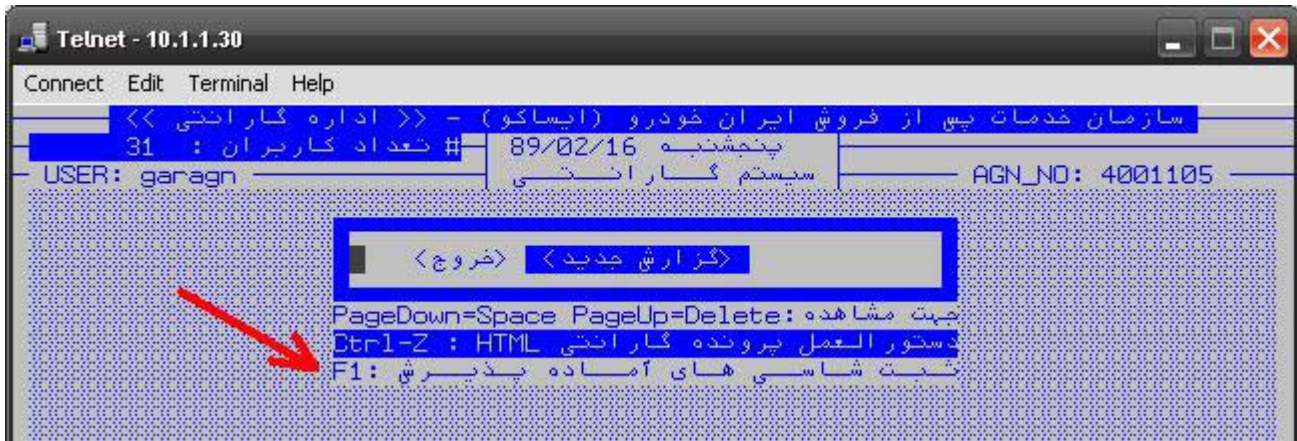 Telnet - 10.1.1.30
Connect Edit Terminal Help
سازمان خدمات پس از فروش ایران خودرو (ایساکو) - << اداره گارانتی >>
پنجشنبه 89/02/16
# تعداد کاربران : 31
USER: garagn
سیستم گارانتی
AGN_NO: 4001105
<گزارش جدید> <خروج>
جهت مشاهده: PageDown=Space PageUp=Delete
دستورالعمل پرونده گارانتی Ctrl-Z : HTML
ثبت شاسی های آماده پذیرش :F1